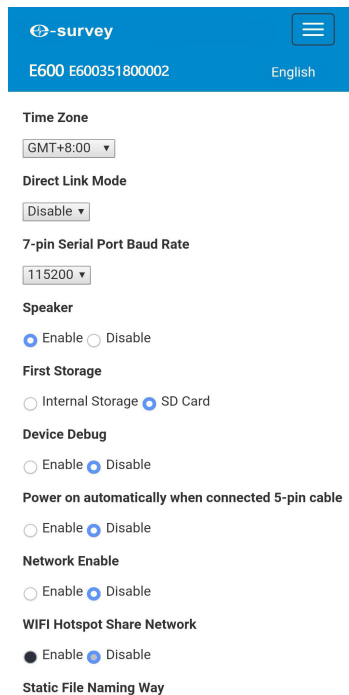 e-survey
E600 E600351800002
English
Time Zone
GMT+8:00
Direct Link Mode
Disable
7-pin Serial Port Baud Rate
115200
Speaker
Enable Disable
First Storage
Internal Storage SD Card
Device Debug
Enable Disable
Power on automatically when connected 5-pin cable
Enable Disable
Network Enable
Enable Disable
WIFI Hotspot Share Network
Enable Disable
Static File Naming Way